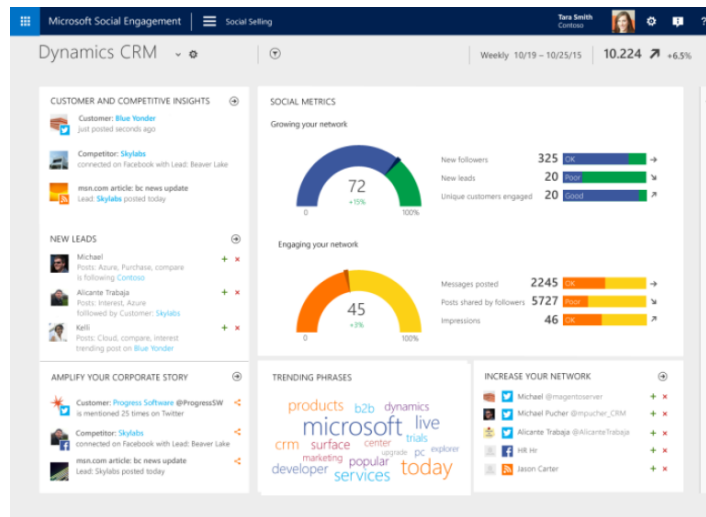 Microsoft Social Engagement
Social Selling
Tara Smith
Contoso
?
Dynamics CRM
Weekly 10/19 – 10/25/15
10.224
+6.5%
CUSTOMER AND COMPETITIVE INSIGHTS
Customer: Blue Yonder
just posted seconds ago
Competitor: Skylabs
connected on Facebook with Lead: Beaver Lake
msn.com article: bc news update
Lead: Skylabs posted today
NEW LEADS
Michael
Posts: Azure, Purchase, compare
is following Contoso
Alicante Trabaja
Posts: Interest, Azure
followed by Customer: Skylabs
Kelli
Posts: Cloud, compare, interest
trending post on Blue Yonder
SOCIAL METRICS
Growing your network
72
+15%
0
100%
New followers 325 OK
New leads 20 Poor
Unique customers engaged 20 Good
Engaging your network
45
+3%
0
100%
Messages posted 2245 OK
Posts shared by followers 5727 Poor
Impressions 46 OK
AMPLIFY YOUR CORPORATE STORY
Customer: Progress Software @ProgressSW
is mentioned 25 times on Twitter
Competitor: Skylabs
connected on Facebook with Lead: Beaver Lake
msn.com article: bc news update
Lead: Skylabs posted today
TRENDING PHRASES
products b2b dynamics
microsoft live
trials
crm surface center
upgrade pc explorer
marketing popular
developer services today
INCREASE YOUR NETWORK
Michael @magentoserver
Michael Pucher @mpucher_CRM
Alicante Trabaja @AlicanteTrabaja
HR Hr
Jason Carter